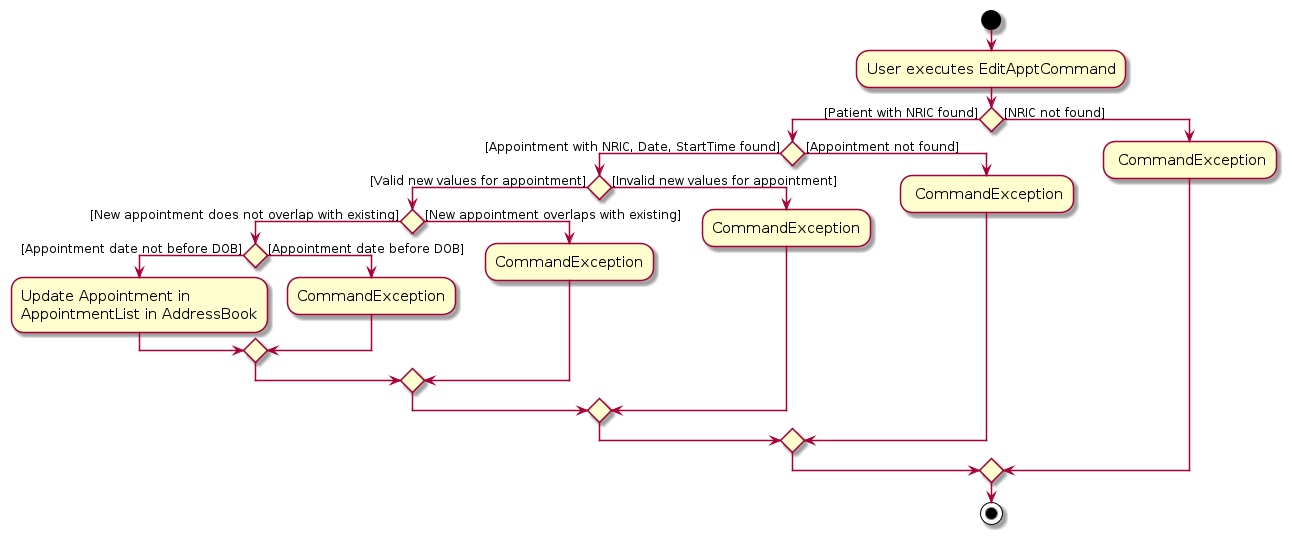 User executes EditApptCommand
[Patient with NRIC found]
[NRIC not found]
[Appointment with NRIC, Date, StartTime found]
[Appointment not found]
CommandException
[Valid new values for appointment]
[Invalid new values for appointment]
CommandException
[New appointment does not overlap with existing]
[New appointment overlaps with existing]
CommandException
[Appointment date not before DOB]
[Appointment date before DOB]
CommandException
Update Appointment in
AppointmentList in AddressBook
CommandException